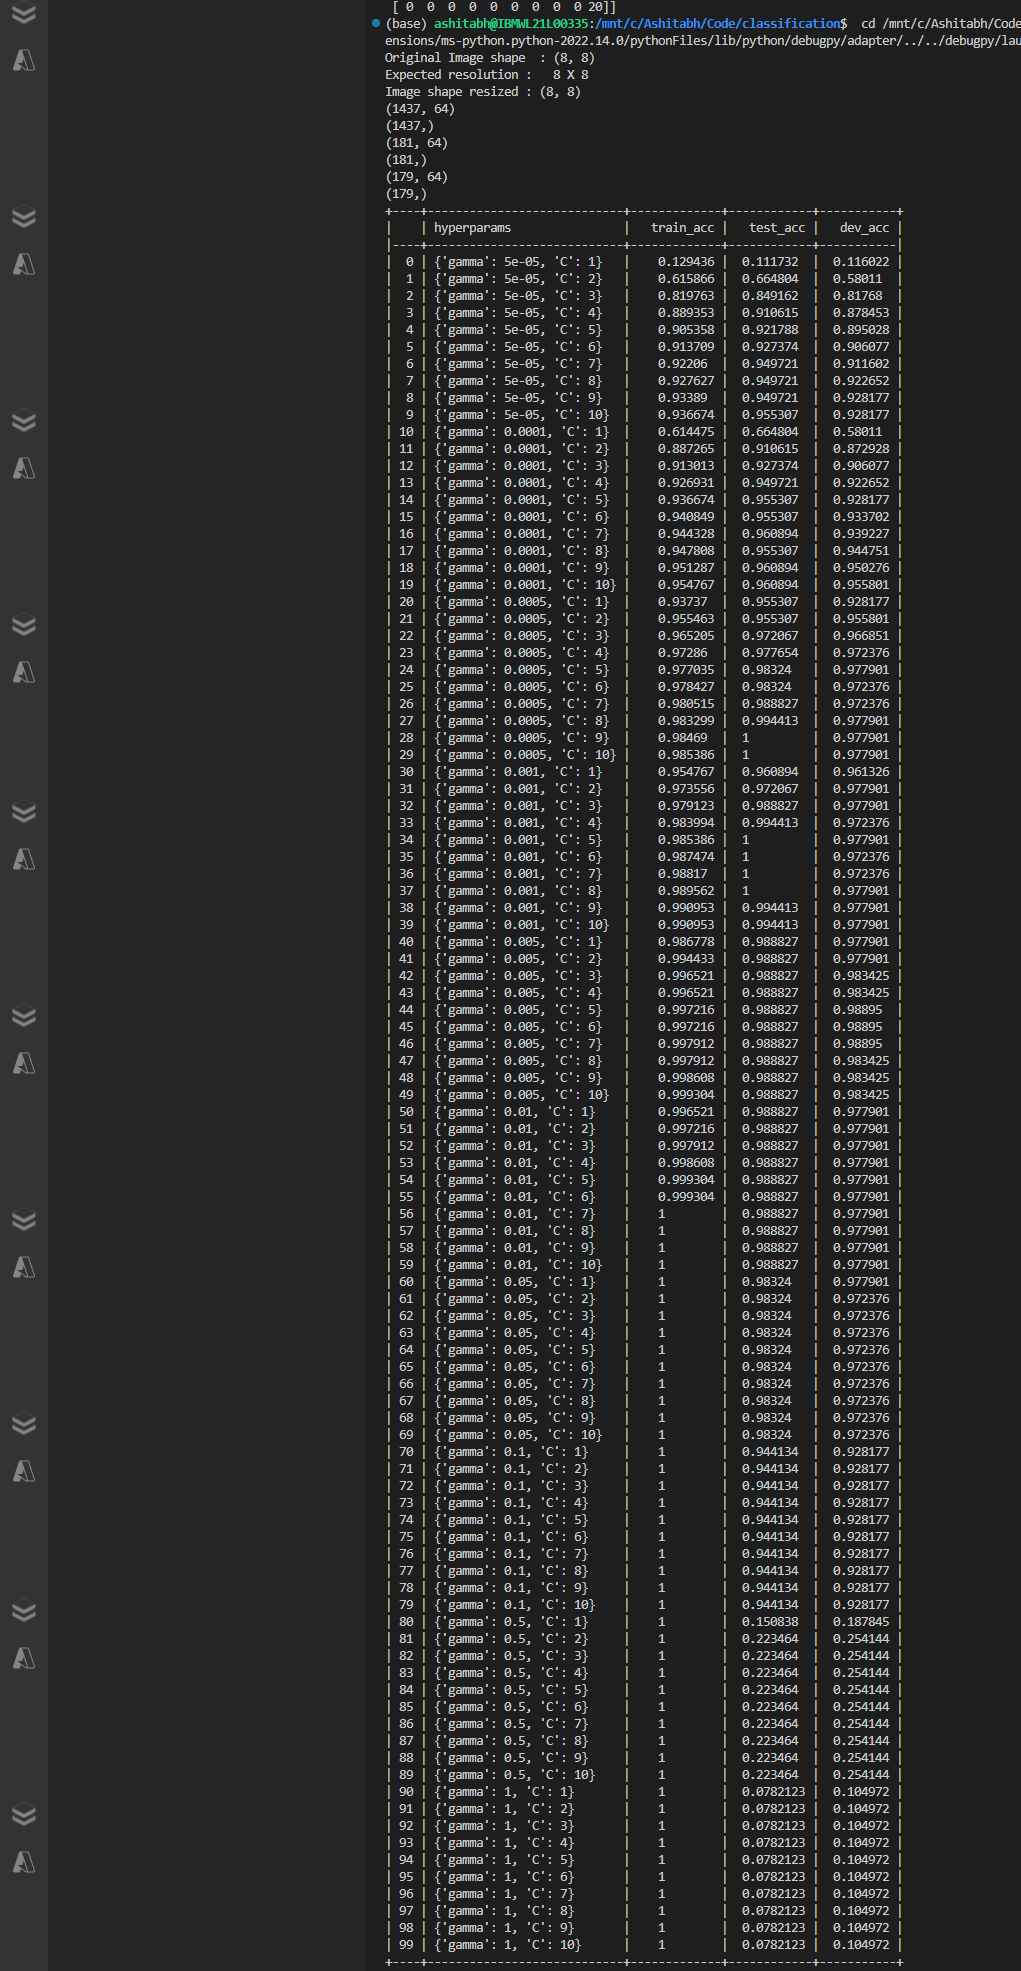 [ 0  0  0  0  0  0  0  0  0 20]]
(base) ashitabh@IBMWL21L00335:/mnt/c/Ashitabh/Code/classification$  cd /mnt/c/Ashitabh/Code
ensions/ms-python.python-2022.14.0/pythonFiles/lib/python/debugpy/adapter/../../debugpy/lau
Original Image shape  : (8, 8)
Expected resolution :   8 X 8
Image shape resized : (8, 8)
(1437, 64)
(1437,)
(181, 64)
(181,)
(179, 64)
(179,)
+----+----------------------------+-------------+------------+-----------+
|    | hyperparams                |   train_acc |   test_acc |   dev_acc |
|----+----------------------------+-------------+------------+-----------|
|  0 | {'gamma': 5e-05, 'C': 1}   |    0.129436 |  0.111732  |  0.116022 |
|  1 | {'gamma': 5e-05, 'C': 2}   |    0.615866 |  0.664804  |  0.58011  |
|  2 | {'gamma': 5e-05, 'C': 3}   |    0.819763 |  0.849162  |  0.81768  |
|  3 | {'gamma': 5e-05, 'C': 4}   |    0.889353 |  0.910615  |  0.878453 |
|  4 | {'gamma': 5e-05, 'C': 5}   |    0.905358 |  0.921788  |  0.895028 |
|  5 | {'gamma': 5e-05, 'C': 6}   |    0.913709 |  0.927374  |  0.906077 |
|  6 | {'gamma': 5e-05, 'C': 7}   |    0.92206  |  0.949721  |  0.911602 |
|  7 | {'gamma': 5e-05, 'C': 8}   |    0.927627 |  0.949721  |  0.922652 |
|  8 | {'gamma': 5e-05, 'C': 9}   |    0.93389  |  0.949721  |  0.928177 |
|  9 | {'gamma': 5e-05, 'C': 10}  |    0.936674 |  0.955307  |  0.928177 |
| 10 | {'gamma': 0.0001, 'C': 1}  |    0.614475 |  0.664804  |  0.58011  |
| 11 | {'gamma': 0.0001, 'C': 2}  |    0.887265 |  0.910615  |  0.872928 |
| 12 | {'gamma': 0.0001, 'C': 3}  |    0.913013 |  0.927374  |  0.906077 |
| 13 | {'gamma': 0.0001, 'C': 4}  |    0.926931 |  0.949721  |  0.922652 |
| 14 | {'gamma': 0.0001, 'C': 5}  |    0.936674 |  0.955307  |  0.928177 |
| 15 | {'gamma': 0.0001, 'C': 6}  |    0.940849 |  0.955307  |  0.933702 |
| 16 | {'gamma': 0.0001, 'C': 7}  |    0.944328 |  0.960894  |  0.939227 |
| 17 | {'gamma': 0.0001, 'C': 8}  |    0.947808 |  0.955307  |  0.944751 |
| 18 | {'gamma': 0.0001, 'C': 9}  |    0.951287 |  0.960894  |  0.950276 |
| 19 | {'gamma': 0.0001, 'C': 10} |    0.954767 |  0.960894  |  0.955801 |
| 20 | {'gamma': 0.0005, 'C': 1}  |    0.93737  |  0.955307  |  0.928177 |
| 21 | {'gamma': 0.0005, 'C': 2}  |    0.955463 |  0.955307  |  0.955801 |
| 22 | {'gamma': 0.0005, 'C': 3}  |    0.965205 |  0.972067  |  0.966851 |
| 23 | {'gamma': 0.0005, 'C': 4}  |    0.97286  |  0.977654  |  0.972376 |
| 24 | {'gamma': 0.0005, 'C': 5}  |    0.977035 |  0.98324   |  0.977901 |
| 25 | {'gamma': 0.0005, 'C': 6}  |    0.978427 |  0.98324   |  0.972376 |
| 26 | {'gamma': 0.0005, 'C': 7}  |    0.980515 |  0.988827  |  0.972376 |
| 27 | {'gamma': 0.0005, 'C': 8}  |    0.983299 |  0.994413  |  0.977901 |
| 28 | {'gamma': 0.0005, 'C': 9}  |    0.98469  |  1         |  0.977901 |
| 29 | {'gamma': 0.0005, 'C': 10} |    0.985386 |  1         |  0.977901 |
| 30 | {'gamma': 0.001, 'C': 1}   |    0.954767 |  0.960894  |  0.961326 |
| 31 | {'gamma': 0.001, 'C': 2}   |    0.973556 |  0.972067  |  0.977901 |
| 32 | {'gamma': 0.001, 'C': 3}   |    0.979123 |  0.988827  |  0.977901 |
| 33 | {'gamma': 0.001, 'C': 4}   |    0.983994 |  0.994413  |  0.972376 |
| 34 | {'gamma': 0.001, 'C': 5}   |    0.985386 |  1         |  0.977901 |
| 35 | {'gamma': 0.001, 'C': 6}   |    0.987474 |  1         |  0.972376 |
| 36 | {'gamma': 0.001, 'C': 7}   |    0.98817  |  1         |  0.972376 |
| 37 | {'gamma': 0.001, 'C': 8}   |    0.989562 |  1         |  0.977901 |
| 38 | {'gamma': 0.001, 'C': 9}   |    0.990953 |  0.994413  |  0.977901 |
| 39 | {'gamma': 0.001, 'C': 10}  |    0.990953 |  0.994413  |  0.977901 |
| 40 | {'gamma': 0.005, 'C': 1}   |    0.986778 |  0.988827  |  0.977901 |
| 41 | {'gamma': 0.005, 'C': 2}   |    0.994433 |  0.988827  |  0.977901 |
| 42 | {'gamma': 0.005, 'C': 3}   |    0.996521 |  0.988827  |  0.983425 |
| 43 | {'gamma': 0.005, 'C': 4}   |    0.996521 |  0.988827  |  0.983425 |
| 44 | {'gamma': 0.005, 'C': 5}   |    0.997216 |  0.988827  |  0.98895  |
| 45 | {'gamma': 0.005, 'C': 6}   |    0.997216 |  0.988827  |  0.98895  |
| 46 | {'gamma': 0.005, 'C': 7}   |    0.997912 |  0.988827  |  0.98895  |
| 47 | {'gamma': 0.005, 'C': 8}   |    0.997912 |  0.988827  |  0.983425 |
| 48 | {'gamma': 0.005, 'C': 9}   |    0.998608 |  0.988827  |  0.983425 |
| 49 | {'gamma': 0.005, 'C': 10}  |    0.999304 |  0.988827  |  0.983425 |
| 50 | {'gamma': 0.01, 'C': 1}    |    0.996521 |  0.988827  |  0.977901 |
| 51 | {'gamma': 0.01, 'C': 2}    |    0.997216 |  0.988827  |  0.977901 |
| 52 | {'gamma': 0.01, 'C': 3}    |    0.997912 |  0.988827  |  0.977901 |
| 53 | {'gamma': 0.01, 'C': 4}    |    0.998608 |  0.988827  |  0.977901 |
| 54 | {'gamma': 0.01, 'C': 5}    |    0.999304 |  0.988827  |  0.977901 |
| 55 | {'gamma': 0.01, 'C': 6}    |    0.999304 |  0.988827  |  0.977901 |
| 56 | {'gamma': 0.01, 'C': 7}    |    1        |  0.988827  |  0.977901 |
| 57 | {'gamma': 0.01, 'C': 8}    |    1        |  0.988827  |  0.977901 |
| 58 | {'gamma': 0.01, 'C': 9}    |    1        |  0.988827  |  0.977901 |
| 59 | {'gamma': 0.01, 'C': 10}   |    1        |  0.988827  |  0.977901 |
| 60 | {'gamma': 0.05, 'C': 1}    |    1        |  0.98324   |  0.977901 |
| 61 | {'gamma': 0.05, 'C': 2}    |    1        |  0.98324   |  0.972376 |
| 62 | {'gamma': 0.05, 'C': 3}    |    1        |  0.98324   |  0.972376 |
| 63 | {'gamma': 0.05, 'C': 4}    |    1        |  0.98324   |  0.972376 |
| 64 | {'gamma': 0.05, 'C': 5}    |    1        |  0.98324   |  0.972376 |
| 65 | {'gamma': 0.05, 'C': 6}    |    1        |  0.98324   |  0.972376 |
| 66 | {'gamma': 0.05, 'C': 7}    |    1        |  0.98324   |  0.972376 |
| 67 | {'gamma': 0.05, 'C': 8}    |    1        |  0.98324   |  0.972376 |
| 68 | {'gamma': 0.05, 'C': 9}    |    1        |  0.98324   |  0.972376 |
| 69 | {'gamma': 0.05, 'C': 10}   |    1        |  0.98324   |  0.972376 |
| 70 | {'gamma': 0.1, 'C': 1}     |    1        |  0.944134  |  0.928177 |
| 71 | {'gamma': 0.1, 'C': 2}     |    1        |  0.944134  |  0.928177 |
| 72 | {'gamma': 0.1, 'C': 3}     |    1        |  0.944134  |  0.928177 |
| 73 | {'gamma': 0.1, 'C': 4}     |    1        |  0.944134  |  0.928177 |
| 74 | {'gamma': 0.1, 'C': 5}     |    1        |  0.944134  |  0.928177 |
| 75 | {'gamma': 0.1, 'C': 6}     |    1        |  0.944134  |  0.928177 |
| 76 | {'gamma': 0.1, 'C': 7}     |    1        |  0.944134  |  0.928177 |
| 77 | {'gamma': 0.1, 'C': 8}     |    1        |  0.944134  |  0.928177 |
| 78 | {'gamma': 0.1, 'C': 9}     |    1        |  0.944134  |  0.928177 |
| 79 | {'gamma': 0.1, 'C': 10}    |    1        |  0.944134  |  0.928177 |
| 80 | {'gamma': 0.5, 'C': 1}     |    1        |  0.150838  |  0.187845 |
| 81 | {'gamma': 0.5, 'C': 2}     |    1        |  0.223464  |  0.254144 |
| 82 | {'gamma': 0.5, 'C': 3}     |    1        |  0.223464  |  0.254144 |
| 83 | {'gamma': 0.5, 'C': 4}     |    1        |  0.223464  |  0.254144 |
| 84 | {'gamma': 0.5, 'C': 5}     |    1        |  0.223464  |  0.254144 |
| 85 | {'gamma': 0.5, 'C': 6}     |    1        |  0.223464  |  0.254144 |
| 86 | {'gamma': 0.5, 'C': 7}     |    1        |  0.223464  |  0.254144 |
| 87 | {'gamma': 0.5, 'C': 8}     |    1        |  0.223464  |  0.254144 |
| 88 | {'gamma': 0.5, 'C': 9}     |    1        |  0.223464  |  0.254144 |
| 89 | {'gamma': 0.5, 'C': 10}    |    1        |  0.223464  |  0.254144 |
| 90 | {'gamma': 1, 'C': 1}       |    1        |  0.0782123 |  0.104972 |
| 91 | {'gamma': 1, 'C': 2}       |    1        |  0.0782123 |  0.104972 |
| 92 | {'gamma': 1, 'C': 3}       |    1        |  0.0782123 |  0.104972 |
| 93 | {'gamma': 1, 'C': 4}       |    1        |  0.0782123 |  0.104972 |
| 94 | {'gamma': 1, 'C': 5}       |    1        |  0.0782123 |  0.104972 |
| 95 | {'gamma': 1, 'C': 6}       |    1        |  0.0782123 |  0.104972 |
| 96 | {'gamma': 1, 'C': 7}       |    1        |  0.0782123 |  0.104972 |
| 97 | {'gamma': 1, 'C': 8}       |    1        |  0.0782123 |  0.104972 |
| 98 | {'gamma': 1, 'C': 9}       |    1        |  0.0782123 |  0.104972 |
| 99 | {'gamma': 1, 'C': 10}      |    1        |  0.0782123 |  0.104972 |
+----+----------------------------+-------------+------------+-----------+